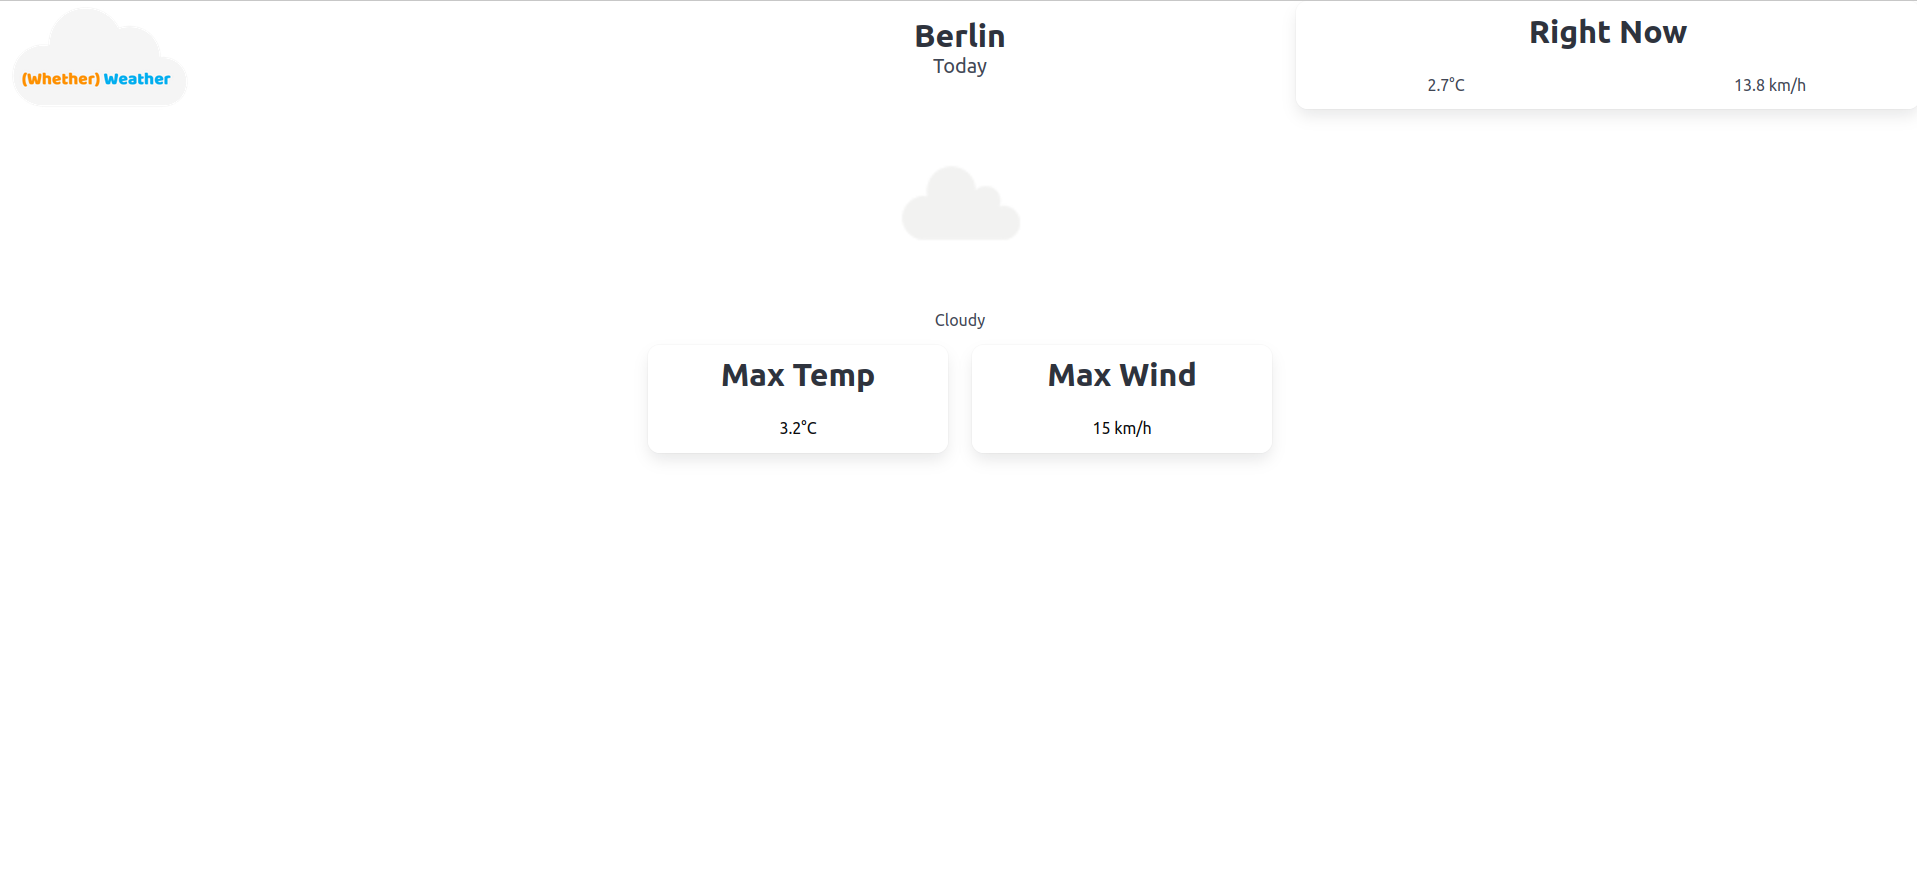 (Whether) Weather
Berlin
Today
Right Now
2.7°C
13.8 km/h
Cloudy
Max Temp
3.2°C
Max Wind
15 km/h